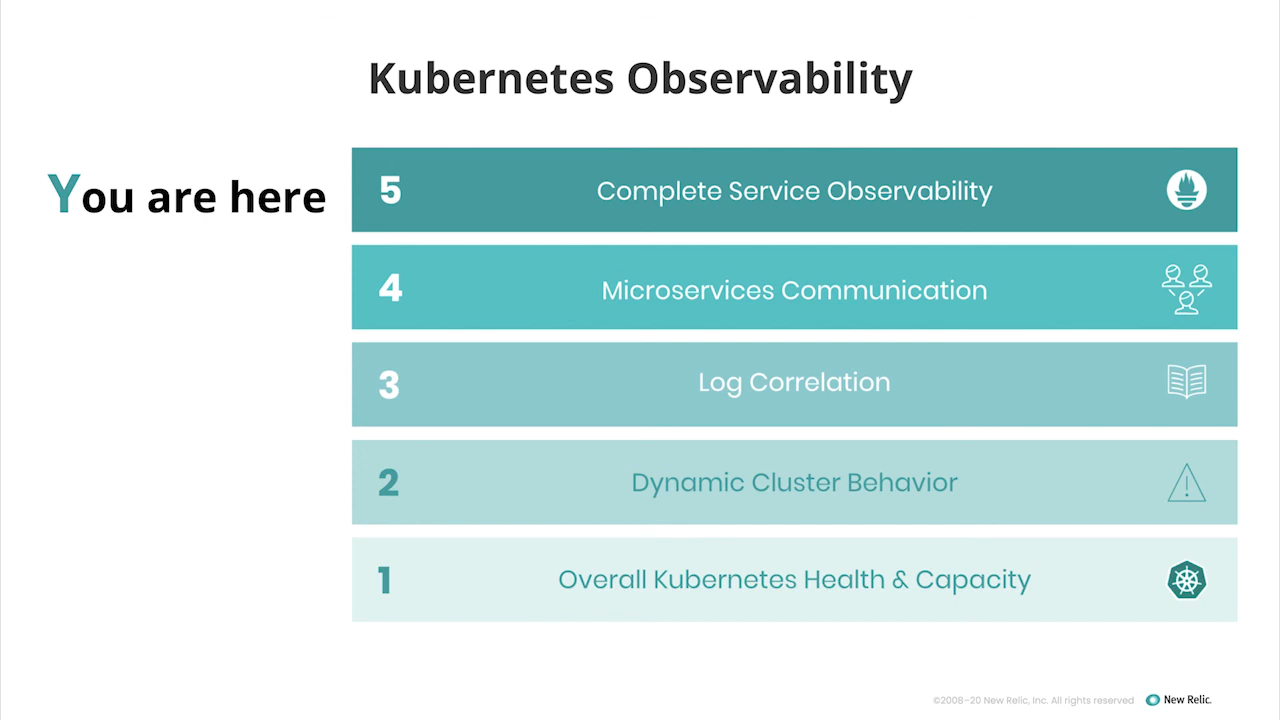 Kubernetes Observability
You are here
5 Complete Service Observability
4 Microservices Communication
3 Log Correlation
2 Dynamic Cluster Behavior
1 Overall Kubernetes Health & Capacity
©2008–20 New Relic, Inc. All rights reserved New Relic.